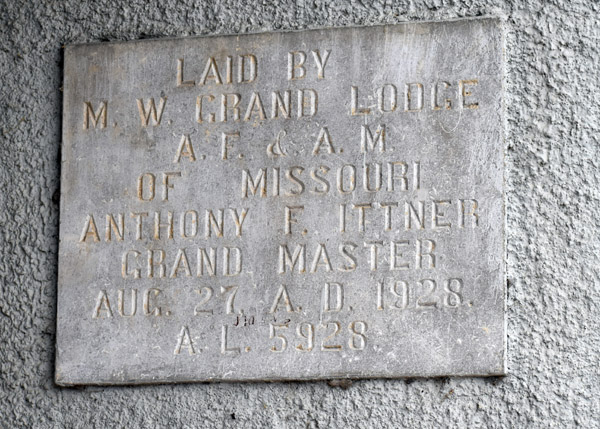 LAID BY
M. W. GRAND LODGE
A. F. & A. M.
OF MISSOURI
ANTHONY F. ITTNER
GRAND MASTER
AUG. 27, A. D. 1928.
A. L. 5928.